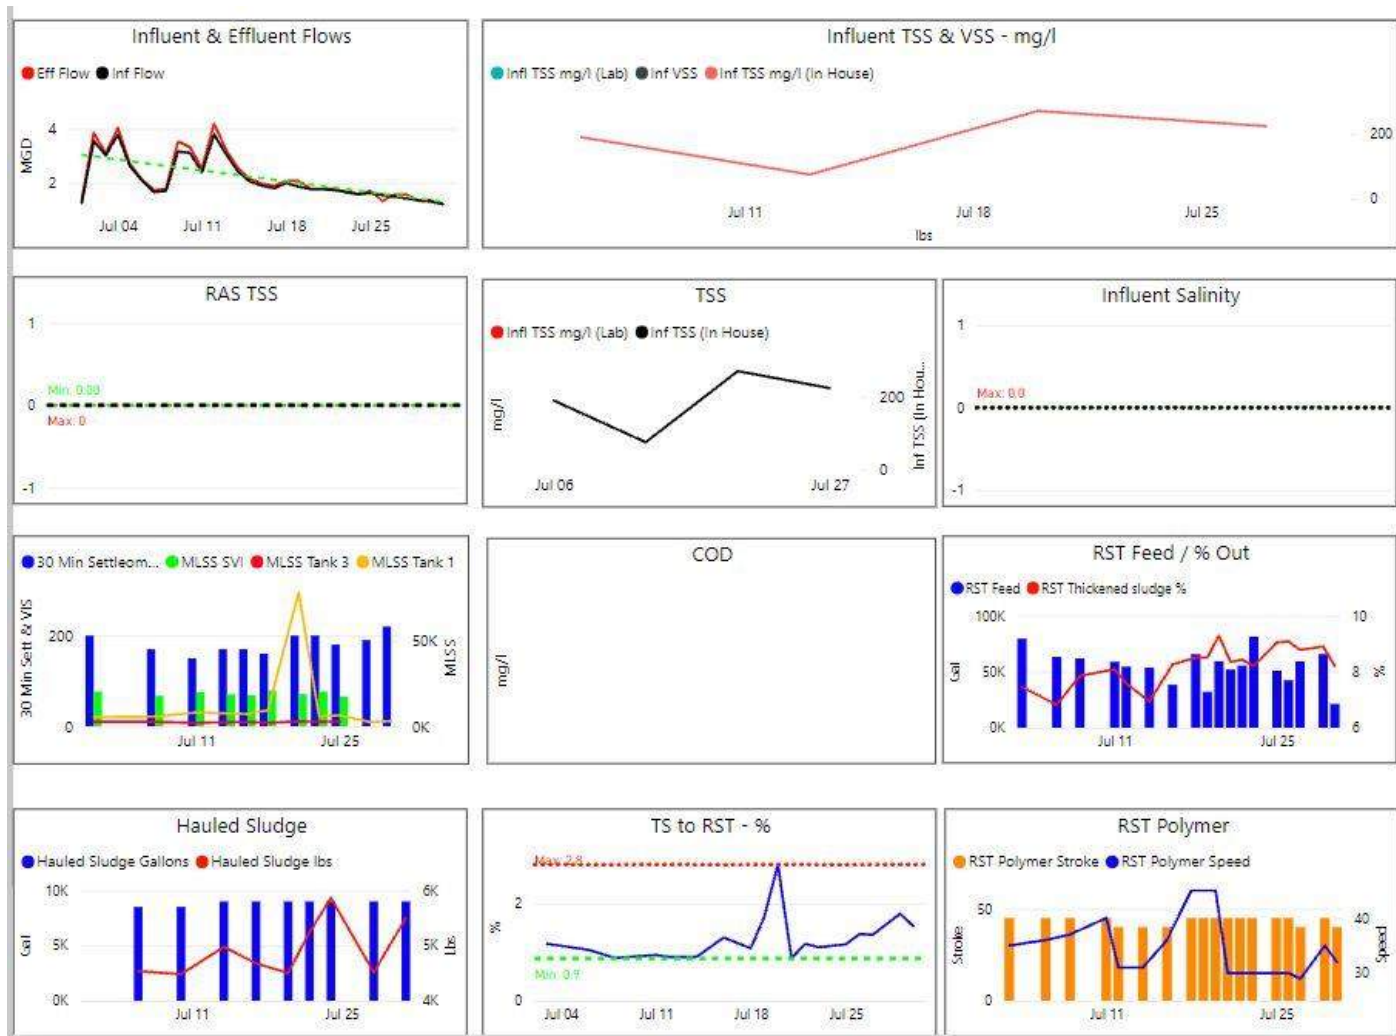 Influent & Effluent Flows
Eff Flow Inf Flow
MGD
4
2
Jul 04 Jul 11 Jul 18 Jul 25
Influent TSS & VSS - mg/l
Infl TSS mg/l (Lab) Inf VSS Inf TSS mg/l (In House)
200
0
Jul 11 Jul 18 Jul 25
lbs
RAS TSS
1
Min: 0.00
0
Max: 0
-1
TSS
Infl TSS mg/l (Lab) Inf TSS (In House)
mg/l
200
0
Inf TSS (In Hou...
Jul 06 Jul 27
Influent Salinity
1
Max: 0.0
0
-1
30 Min Settleom... MLSS SVI MLSS Tank 3 MLSS Tank 1
30 Min Sett & VIS
200
0
50K
0K
MLSS
Jul 11 Jul 25
COD
mg/l
RST Feed / % Out
RST Feed RST Thickened sludge %
Gal
100K
50K
0K
10
8
6
%
Jul 11 Jul 25
Hauled Sludge
Hauled Sludge Gallons Hauled Sludge lbs
Gal
10K
5K
0K
6K
5K
4K
Lbs
Jul 11 Jul 25
TS to RST - %
Max: 2.8
2
%
Min: 0.9
0
Jul 04 Jul 11 Jul 18 Jul 25
RST Polymer
RST Polymer Stroke RST Polymer Speed
Stroke
50
0
40
30
Speed
Jul 11 Jul 25